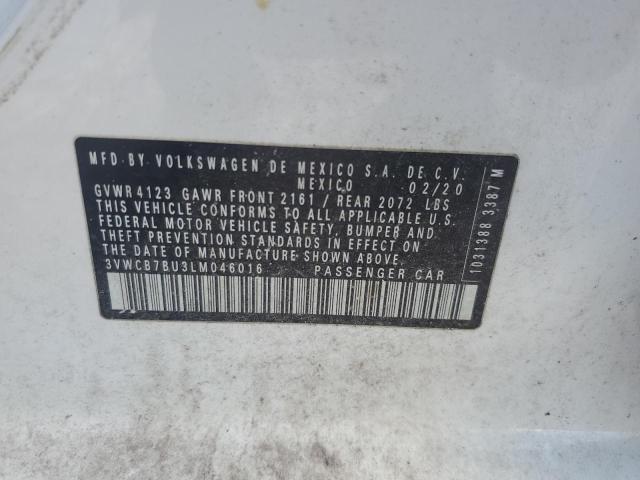 MFD BY VOLKSWAGEN DE MEXICO S.A. DE C.V.
MEXICO 02/20
GVWR 4123 GAWR FRONT 2161 / REAR 2072 LBS
THIS VEHICLE CONFORMS TO ALL APPLICABLE U.S.
FEDERAL MOTOR VEHICLE SAFETY, BUMPER AND
THEFT PREVENTION STANDARDS IN EFFECT ON
THE DATE OF MANUFACTURE SHOWN ABOVE.
3VWCB7BU3LM046016 PASSENGER CAR
1031388 3387 M